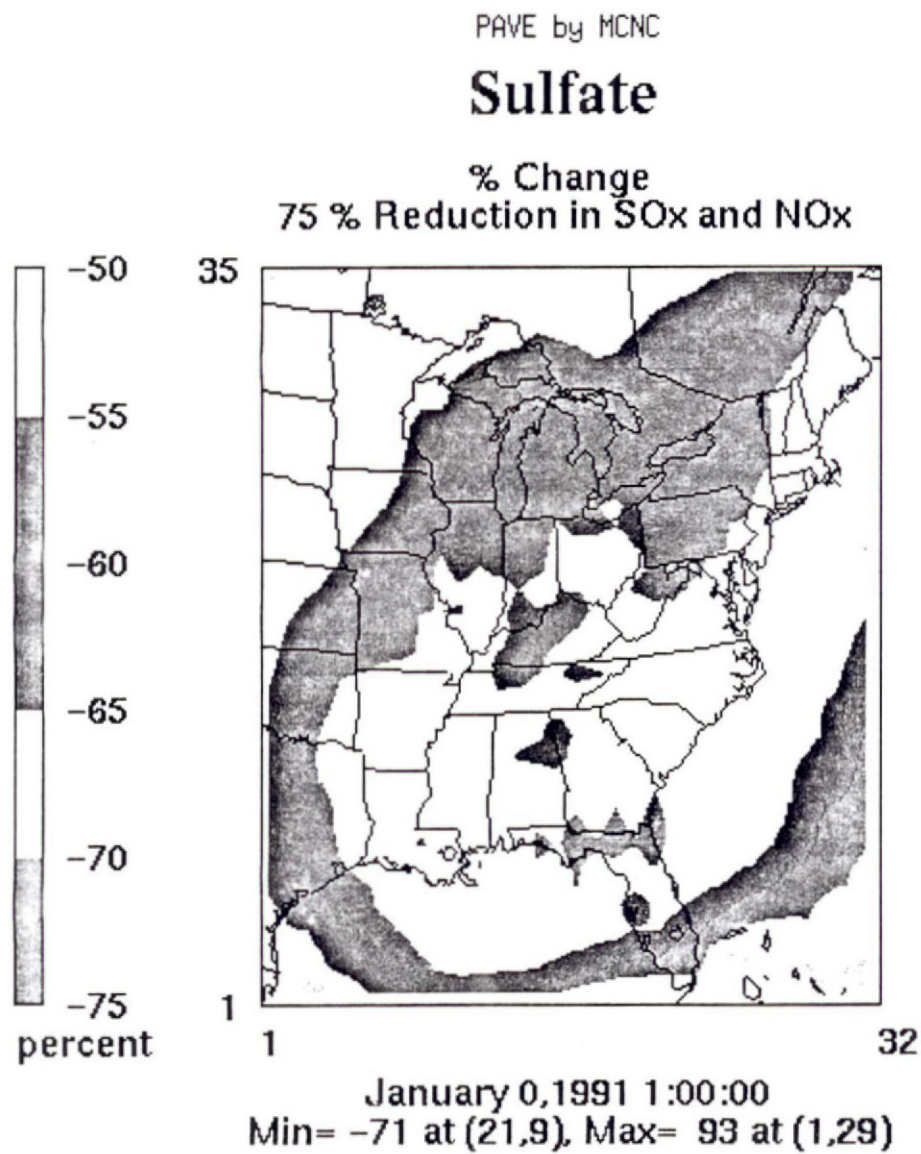 PAVE by MCNC
Sulfate
% Change
75 % Reduction in SOx and NOx
-50
-55
-60
-65
-70
-75
percent
35
1
1
32
January 0,1991 1:00:00
Min= -71 at (21,9), Max= 93 at (1,29)